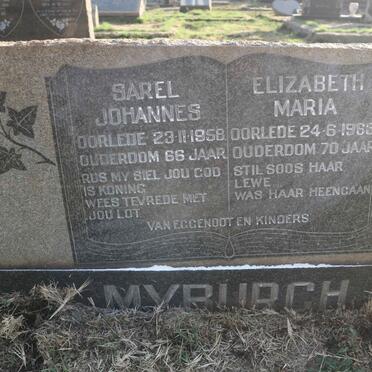 SAREL
JOHANNES
OORLEDE 23-11-1958
OUDERDOM 66 JAAR
RUS MY SIEL JOU GOD
IS KONING
WEES TEVREDE MET
JOU LOT
ELIZABETH
MARIA
OORLEDE 24-6-1963
OUDERDOM 70 JAAR
STIL SOOS HAAR
LEWE
WAS HAAR HEENGAAN
VAN EGGENOOT EN KINDERS
MYBURGH